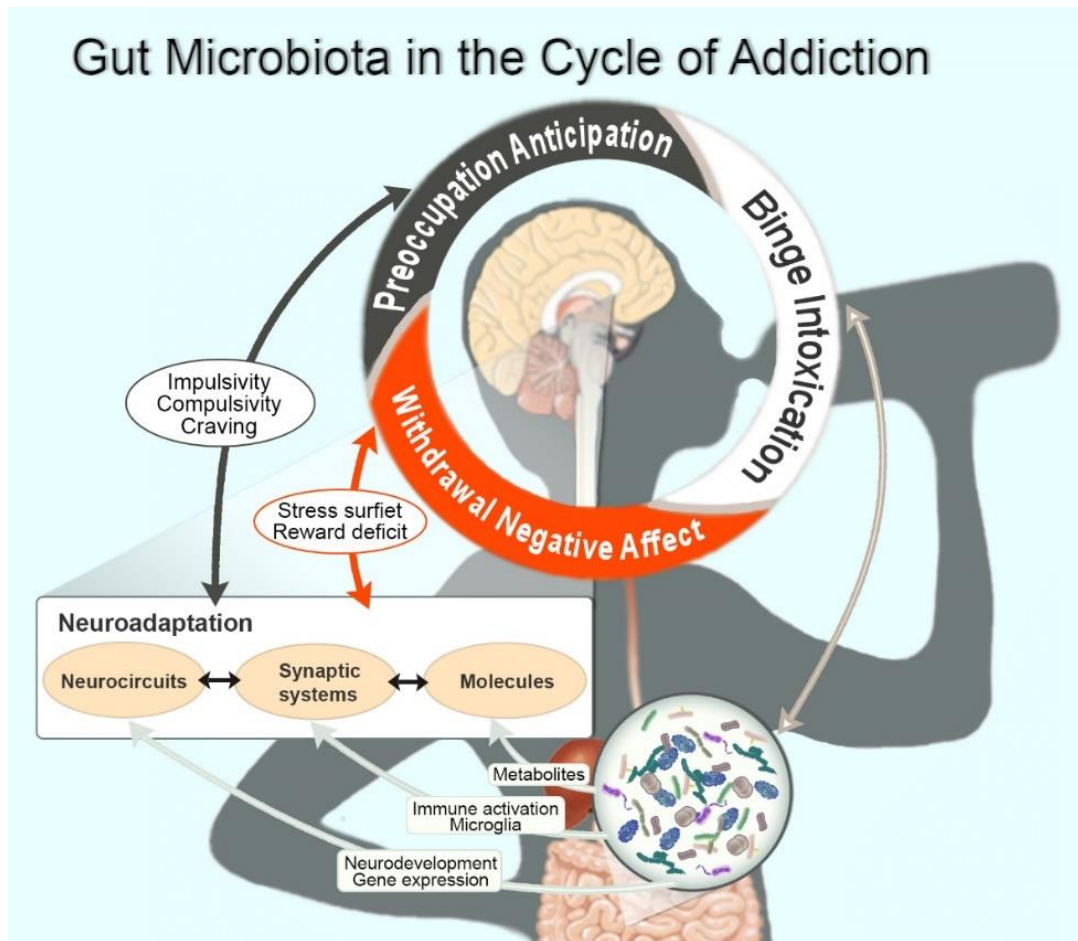 Gut Microbiota in the Cycle of Addiction
Preoccupation Anticipation
Binge Intoxication
Withdrawal Negative Affect
Impulsivity
Compulsivity
Craving
Stress surfiet
Reward deficit
Neuroadaptation
Neurocircuits
Synaptic
systems
Molecules
Metabolites
Immune activation
Microglia
Neurodevelopment
Gene expression